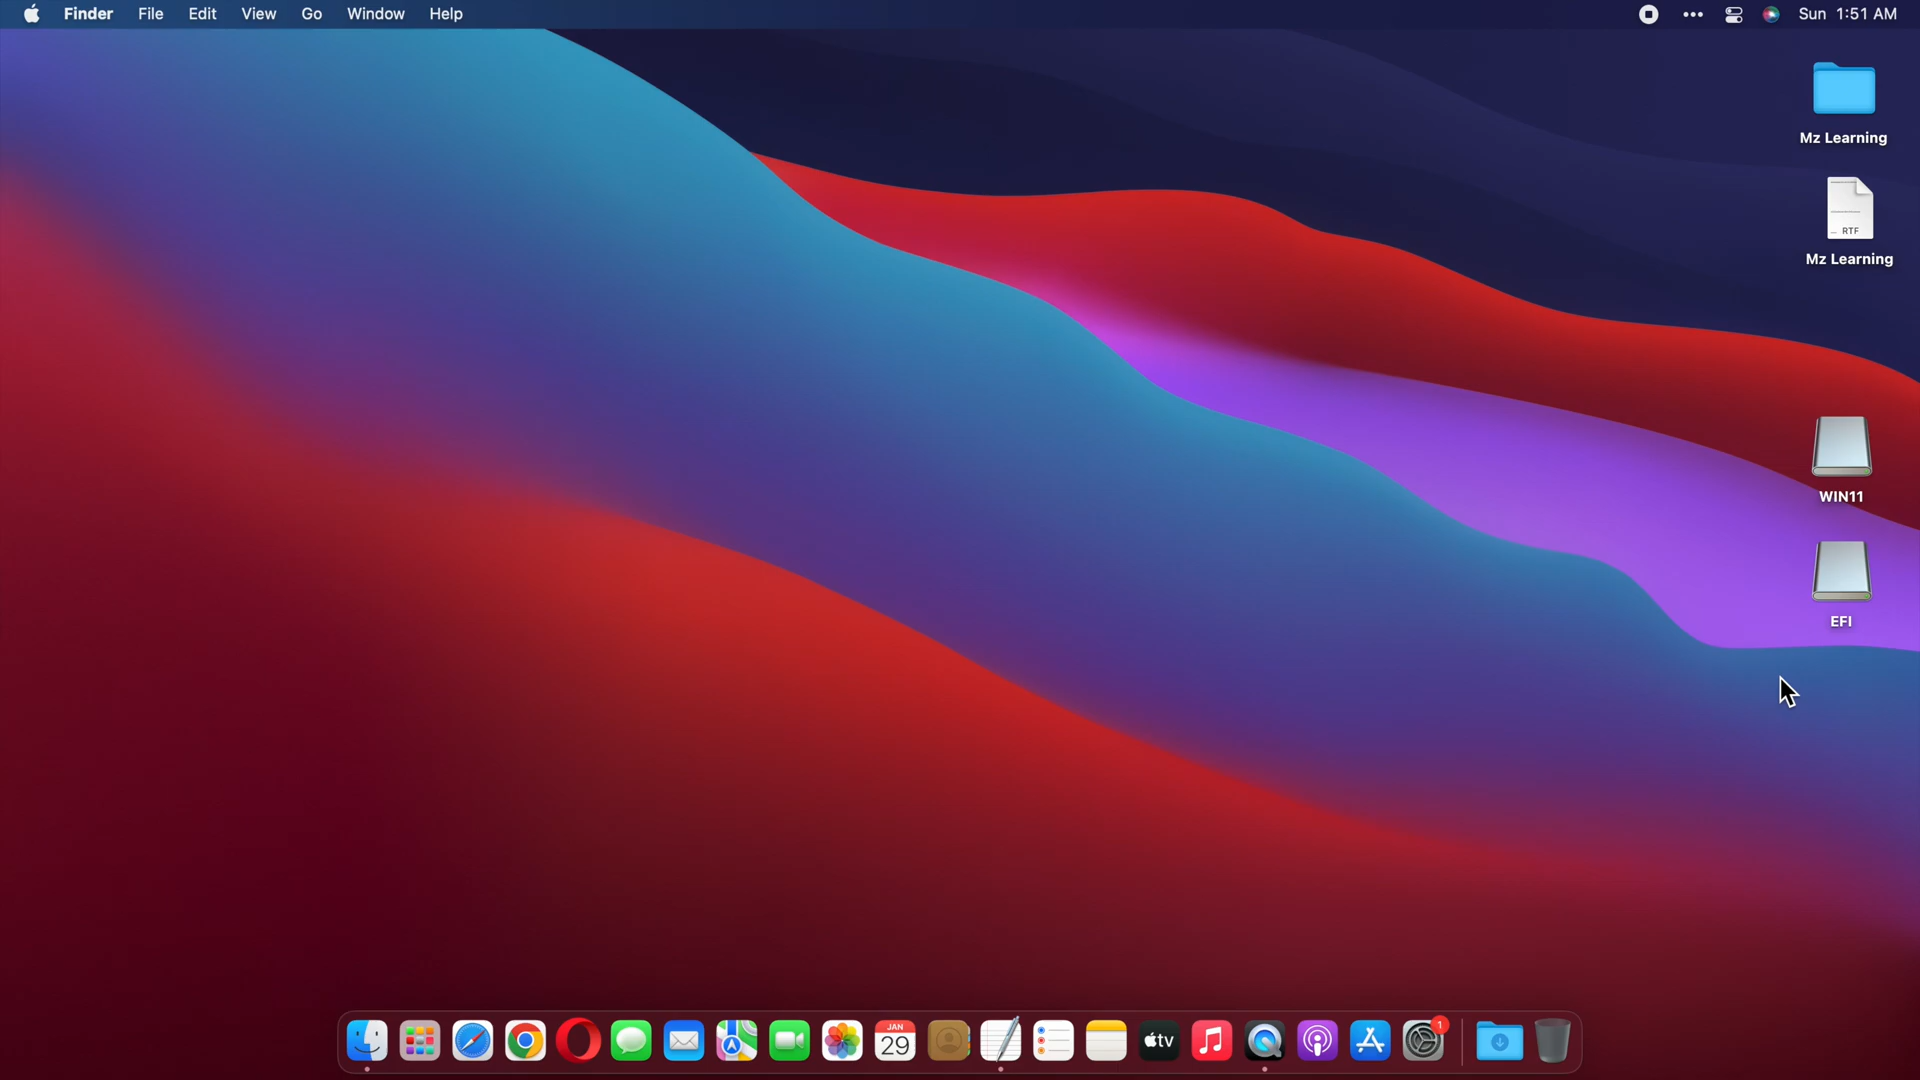 Finder File Edit View Go Window Help
Sun 1:51 AM
Mz Learning
RTF
Mz Learning
WIN11
EFI
JAN
29
tv
1